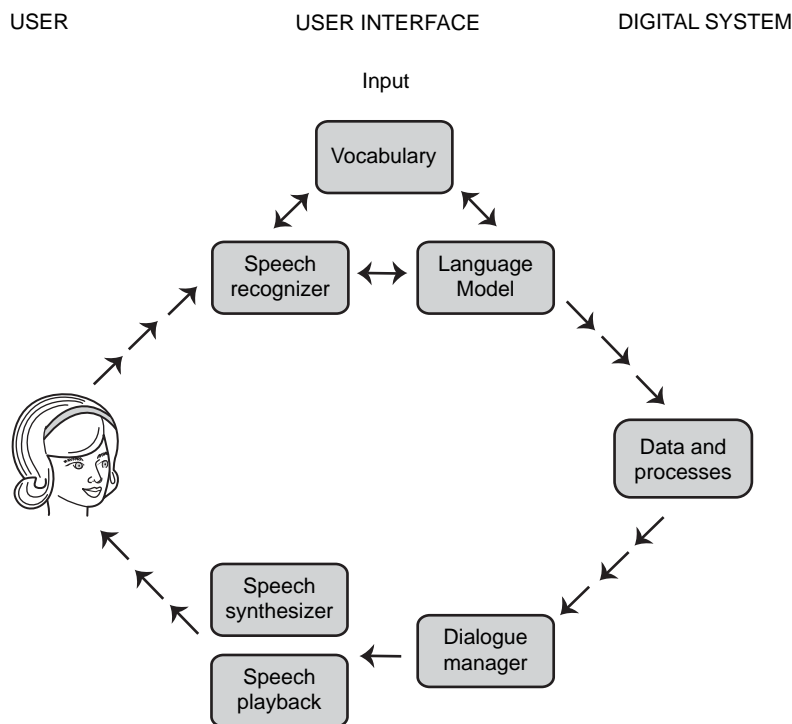 USER
USER INTERFACE
DIGITAL SYSTEM
Input
Vocabulary
Speech
recognizer
Language
Model
Data and
processes
Speech
synthesizer
Dialogue
manager
Speech
playback